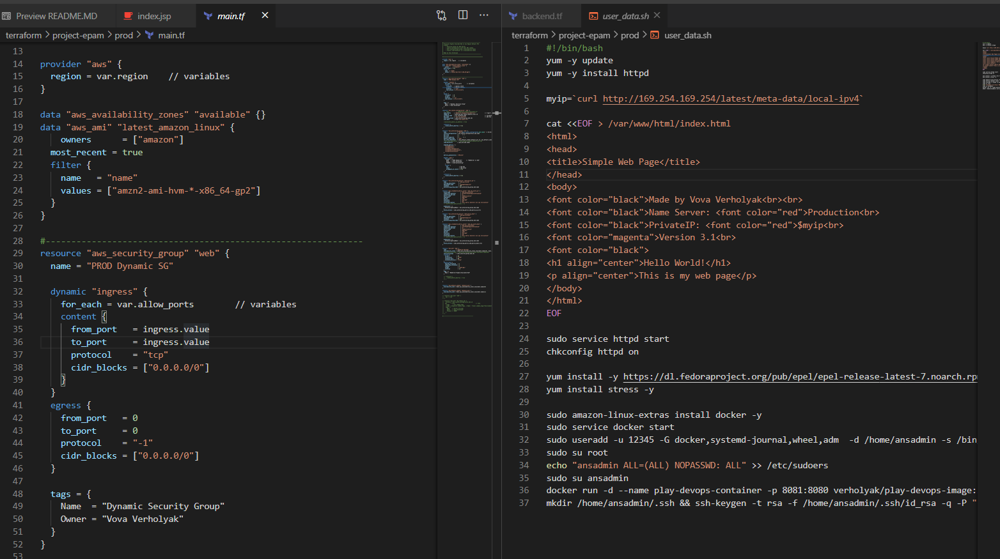 Preview README.MD
index.jsp
main.tf
terraform > project-epam > prod > main.tf
13
14 provider "aws" {
15 region = var.region // variables
16 }
17
18 data "aws_availability_zones" "available" {}
19 data "aws_ami" "latest_amazon_linux" {
20 owners = ["amazon"]
21 most_recent = true
22 filter {
23 name = "name"
24 values = ["amzn2-ami-hvm-*-x86_64-gp2"]
25 }
26 }
27
28 #--------------------------------------------------------------
29 resource "aws_security_group" "web" {
30 name = "PROD Dynamic SG"
31
32 dynamic "ingress" {
33 for_each = var.allow_ports // variables
34 content {
35 from_port = ingress.value
36 to_port = ingress.value
37 protocol = "tcp"
38 cidr_blocks = ["0.0.0.0/0"]
39 }
40 }
41 egress {
42 from_port = 0
43 to_port = 0
44 protocol = "-1"
45 cidr_blocks = ["0.0.0.0/0"]
46 }
47
48 tags = {
49 Name = "Dynamic Security Group"
50 Owner = "Vova Verholyak"
51 }
52 }
53
backend.tf
user_data.sh
terraform > project-epam > prod > user_data.sh
1 #!/bin/bash
2 yum -y update
3 yum -y install httpd
4
5 myip=`curl http://169.254.169.254/latest/meta-data/local-ipv4`
6
7 cat <<EOF > /var/www/html/index.html
8 <html>
9 <head>
10 <title>Simple Web Page</title>
11 </head>
12 <body>
13 <font color="black">Made by Vova Verholyak<br><br>
14 <font color="black">Name Server: <font color="red">Production<br>
15 <font color="black">PrivateIP: <font color="red">$myip<br>
16 <font color="magenta">Version 3.1<br>
17 <font color="black">
18 <h1 align="center">Hello World!</h1>
19 <p align="center">This is my web page</p>
20 </body>
21 </html>
22 EOF
23
24 sudo service httpd start
25 chkconfig httpd on
26
27 yum install -y https://dl.fedoraproject.org/pub/epel/epel-release-latest-7.noarch.rp
28 yum install stress -y
29
30 sudo amazon-linux-extras install docker -y
31 sudo service docker start
32 sudo useradd -u 12345 -G docker,systemd-journal,wheel,adm -d /home/ansadmin -s /bin
33 sudo su root
34 echo "ansadmin ALL=(ALL) NOPASSWD: ALL" >> /etc/sudoers
35 sudo su ansadmin
36 docker run -d --name play-devops-container -p 8081:8080 verholyak/play-devops-image:
37 mkdir /home/ansadmin/.ssh && ssh-keygen -t rsa -f /home/ansadmin/.ssh/id_rsa -q -P "